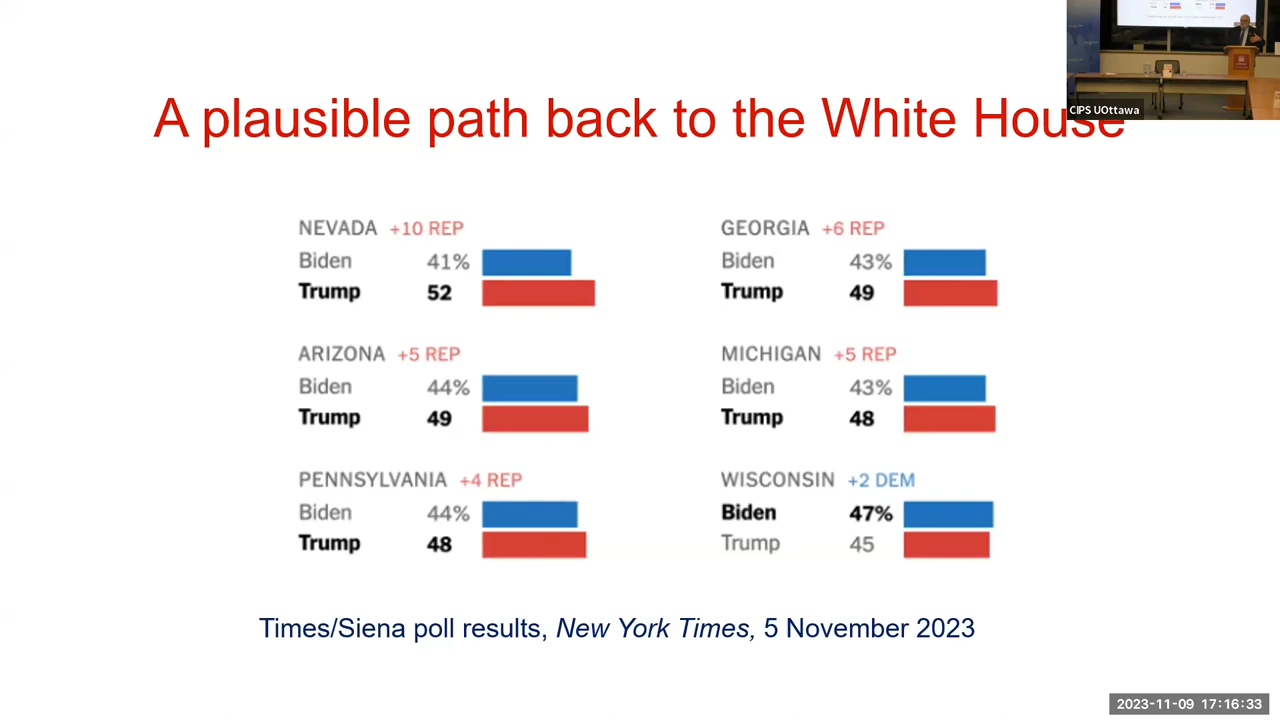 A plausible path back to the White House
CIPS UOttawa
NEVADA +10 REP
Biden 41%
Trump 52
ARIZONA +5 REP
Biden 44%
Trump 49
PENNSYLVANIA +4 REP
Biden 44%
Trump 48
GEORGIA +6 REP
Biden 43%
Trump 49
MICHIGAN +5 REP
Biden 43%
Trump 48
WISCONSIN +2 DEM
Biden 47%
Trump 45
Times/Siena poll results, New York Times, 5 November 2023
2023-11-09 17:16:33